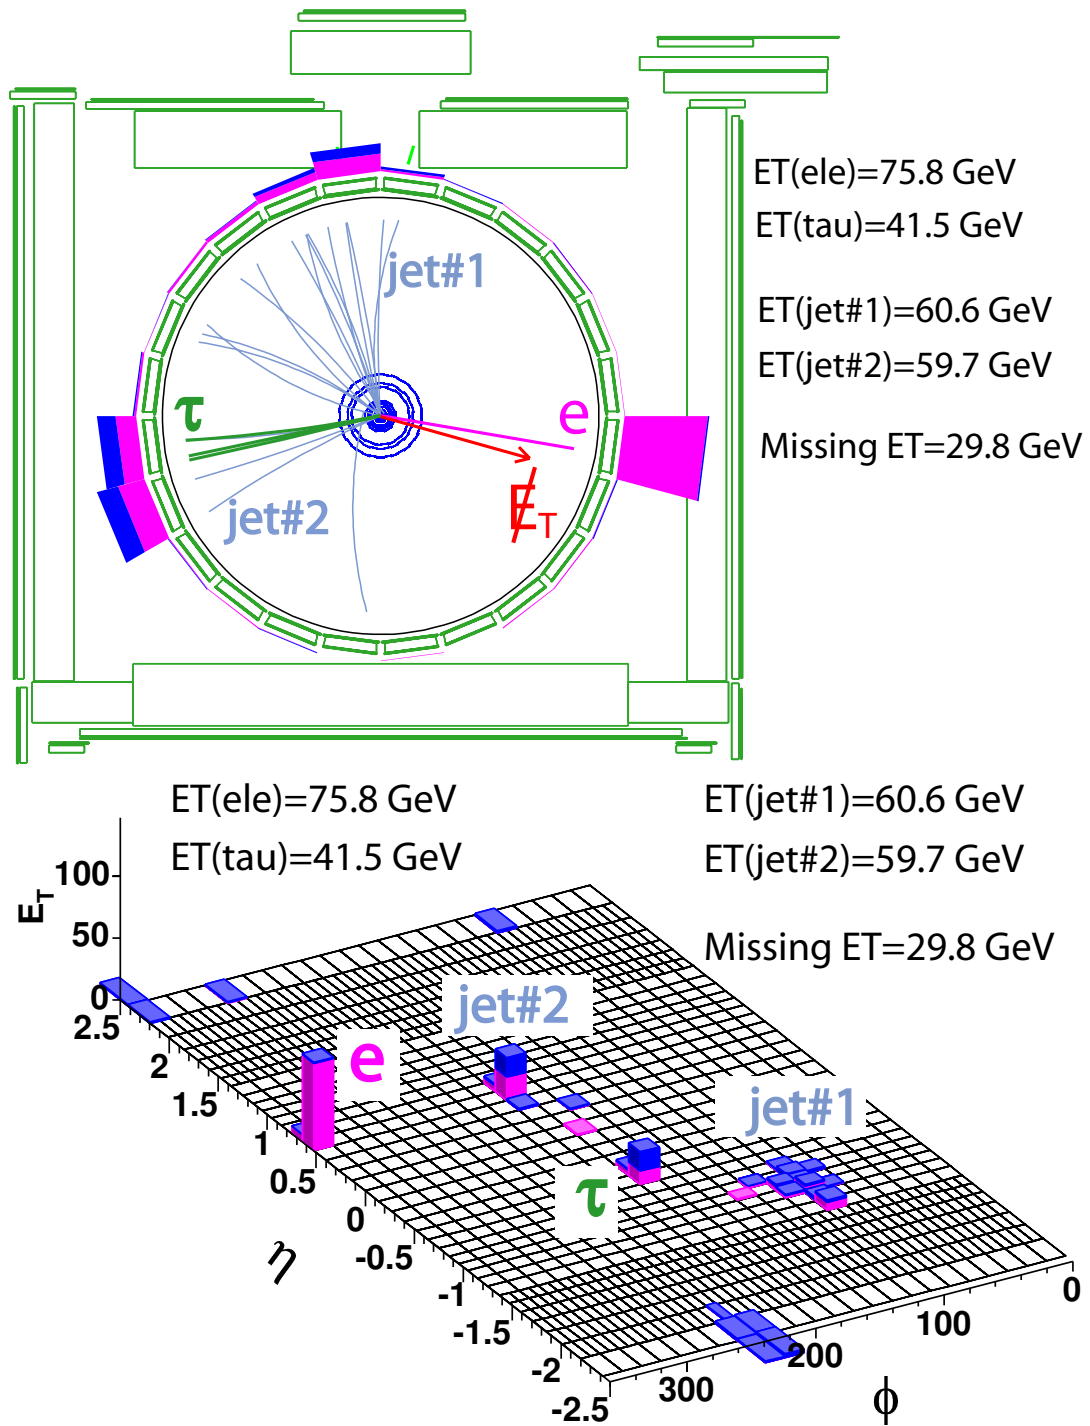 ET(ele)=75.8 GeV
ET(tau)=41.5 GeV
jet#1
ET(jet#1)=60.6 GeV
ET(jet#2)=59.7 GeV
τ
e
Missing ET=29.8 GeV
jet#2
E_T
ET(ele)=75.8 GeV
ET(jet#1)=60.6 GeV
ET(tau)=41.5 GeV
ET(jet#2)=59.7 GeV
Missing ET=29.8 GeV
E_T
100
50
0
jet#2
e
jet#1
τ
2.5
2
1.5
1
0.5
0
-0.5
-1
-1.5
-2
-2.5
η
300
200
100
0
ϕ